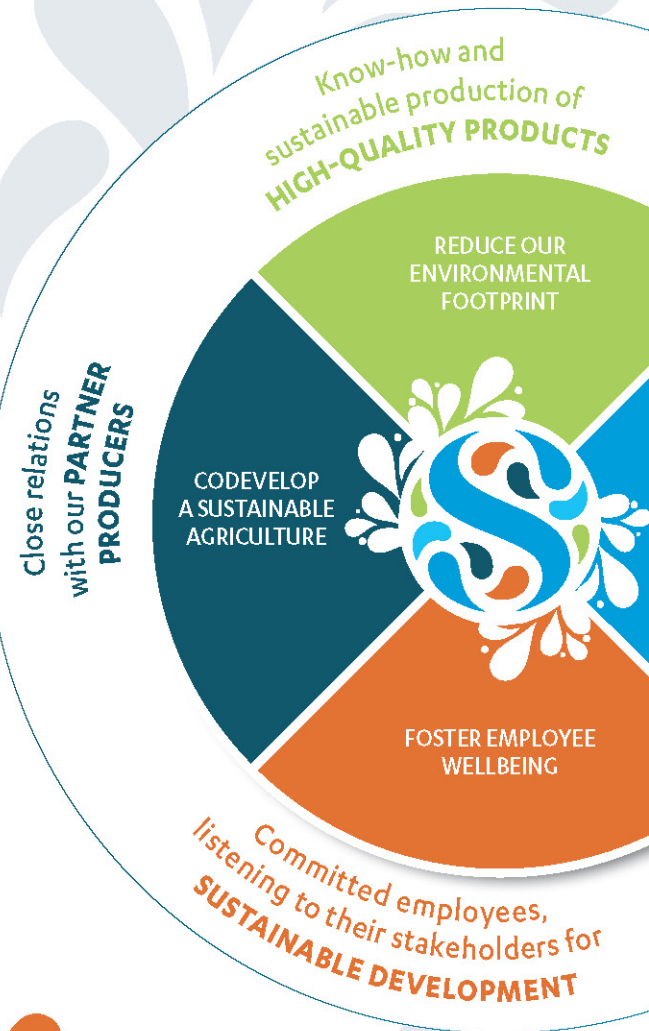 Know-how and
sustainable production of
HIGH-QUALITY PRODUCTS
REDUCE OUR
ENVIRONMENTAL
FOOTPRINT
Close relations
with our PARTNER
PRODUCERS
CODEVELOP
A SUSTAINABLE
AGRICULTURE
S
FOSTER EMPLOYEE
WELLBEING
Committed employees,
listening to their stakeholders for
SUSTAINABLE DEVELOPMENT